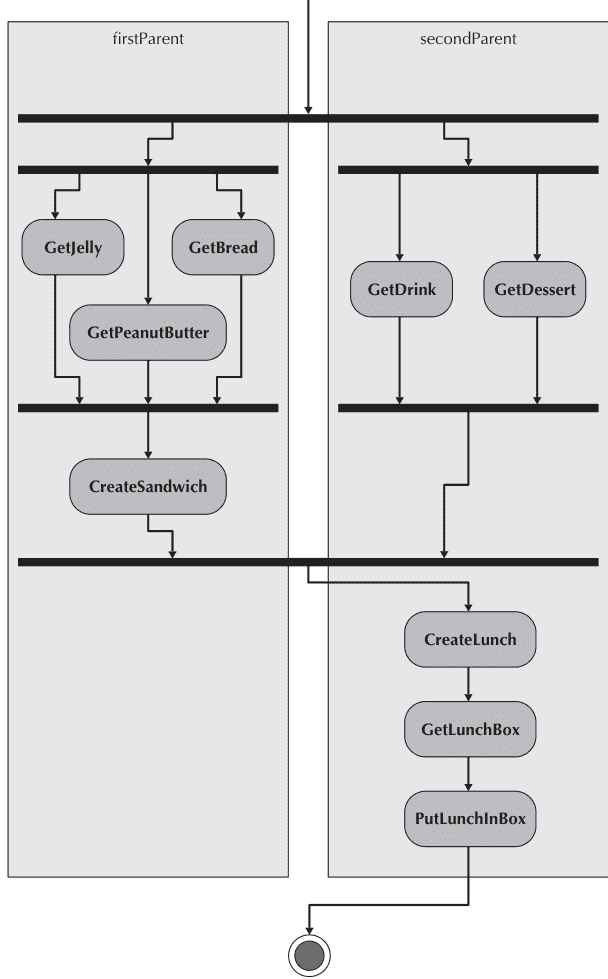 firstParent
secondParent
GetJelly
GetBread
GetDrink
GetDessert
GetPeanutButter
CreateSandwich
CreateLunch
GetLunchBox
PutLunchInBox